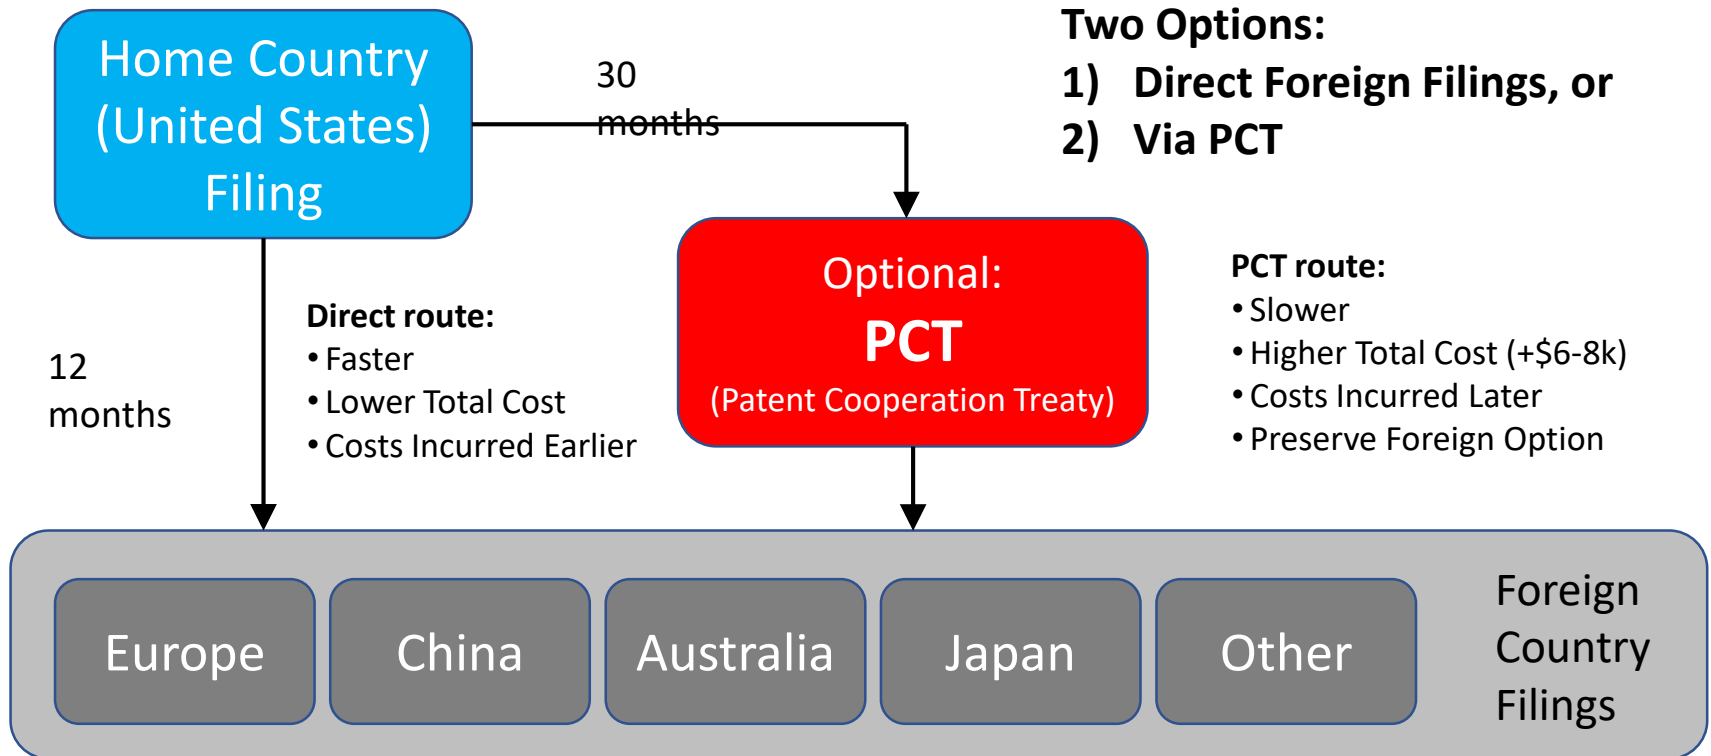 Home Country
(United States)
Filing
30
months
Two Options:
1) Direct Foreign Filings, or
2) Via PCT
Optional:
PCT
(Patent Cooperation Treaty)
PCT route:
• Slower
• Higher Total Cost (+$6-8k)
• Costs Incurred Later
• Preserve Foreign Option
12
months
Direct route:
• Faster
• Lower Total Cost
• Costs Incurred Earlier
Europe
China
Australia
Japan
Other
Foreign
Country
Filings